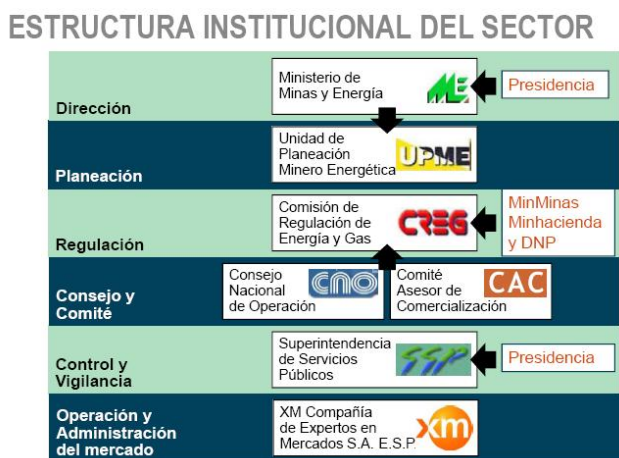 ESTRUCTURA INSTITUCIONAL DEL SECTOR
Dirección
Ministerio de
Minas y Energía
ME
Presidencia
Planeación
Unidad de
Planeación
Minero Energética
UPME
Regulación
Comisión de
Regulación de
Energía y Gas
CREG
MinMinas
Minhacienda
y DNP
Consejo y
Comité
Consejo
Nacional
de Operación
cno
Comité
Asesor de
Comercialización
CAC
Control y
Vigilancia
Superintendencia
de Servicios
Públicos
SSP
Presidencia
Operación y
Administración
del mercado
XM Compañía
de Expertos en
Mercados S.A. E.S.P.
xm